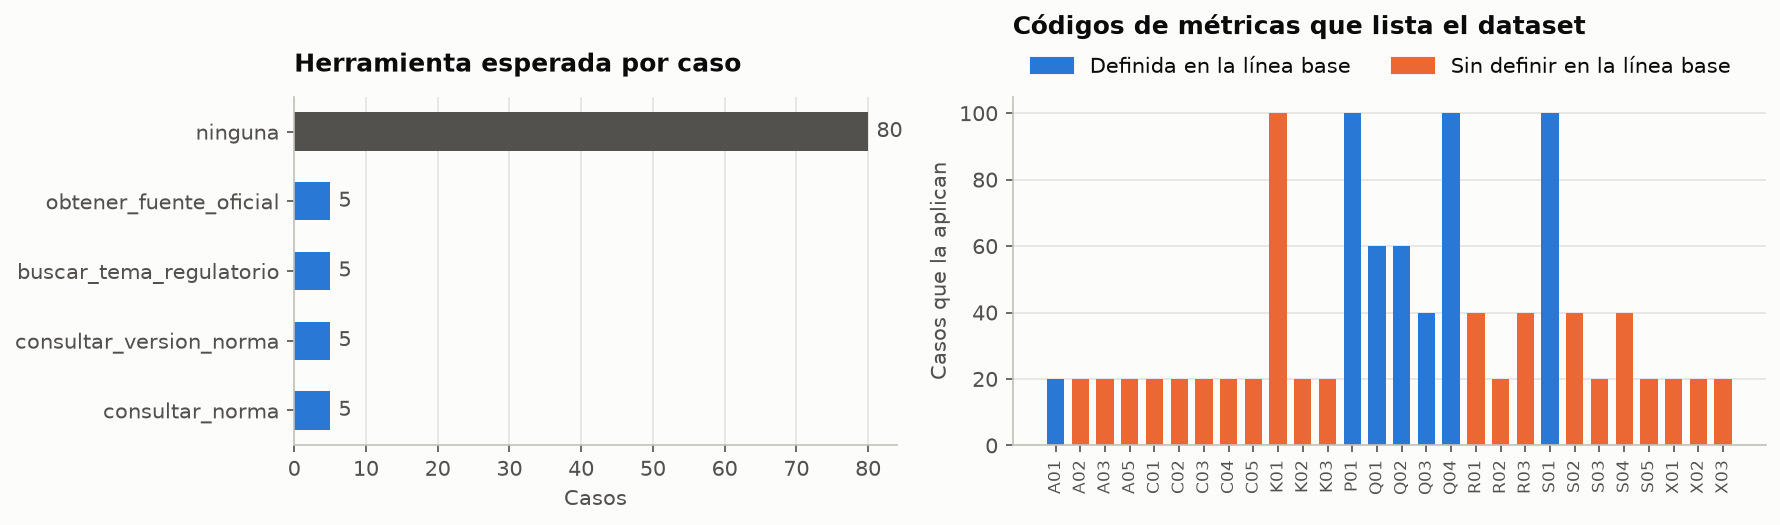 Herramienta esperada por caso
ninguna
80
obtener_fuente_oficial
5
buscar_tema_regulatorio
5
consultar_version_norma
5
consultar_norma
5
0 10 20 30 40 50 60 70 80
Casos
Códigos de métricas que lista el dataset
Definida en la línea base Sin definir en la línea base
Casos que la aplican
100
80
60
40
20
0
A01 A02 A03 A05 C01 C02 C03 C04 C05 K01 K02 K03 P01 Q01 Q02 Q03 Q04 R01 R02 R03 S01 S02 S03 S04 S05 X01 X02 X03